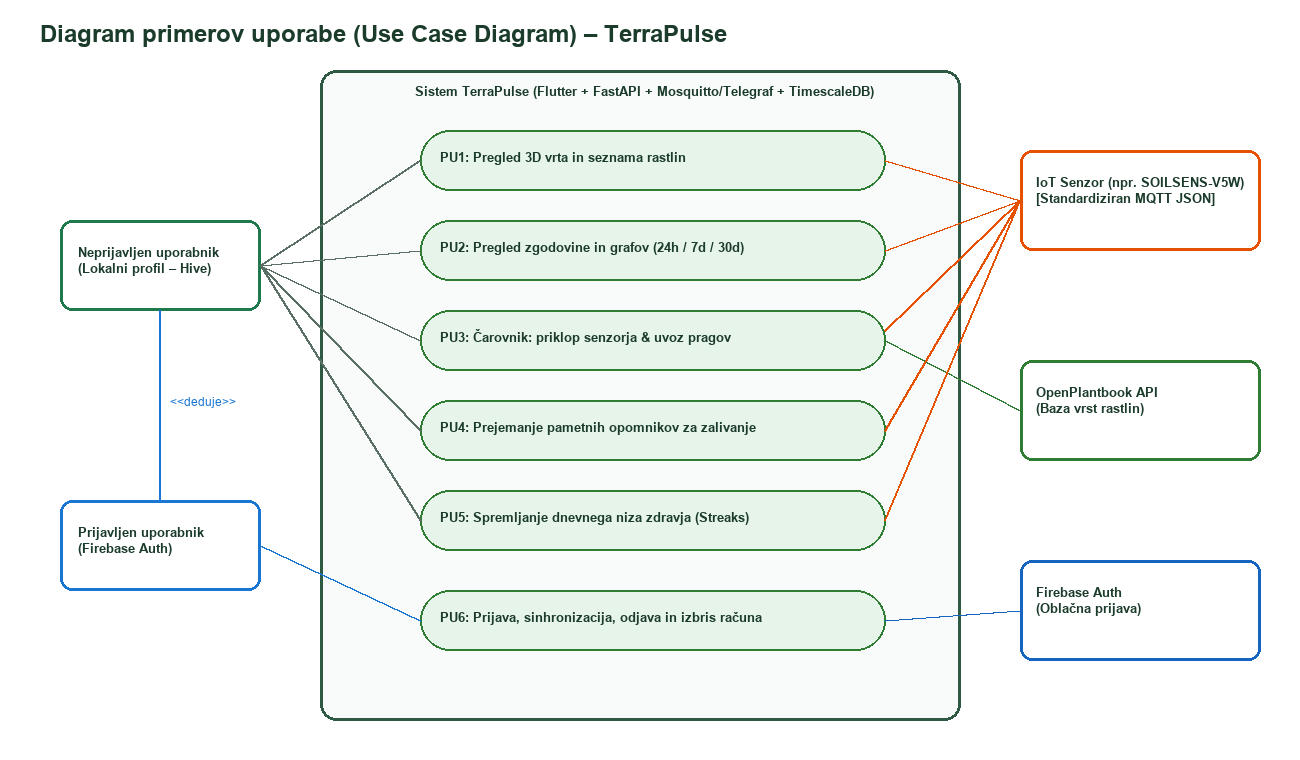 Diagram primerov uporabe (Use Case Diagram) – TerraPulse
Sistem TerraPulse (Flutter + FastAPI + Mosquitto/Telegraf + TimescaleDB)
Neprijavljen uporabnik
(Lokalni profil – Hive)
<<deduje>>
Prijavljen uporabnik
(Firebase Auth)
PU1: Pregled 3D vrta in seznama rastlin
PU2: Pregled zgodovine in grafov (24h / 7d / 30d)
PU3: Čarovnik: priklop senzorja & uvoz pragov
PU4: Prejemanje pametnih opomnikov za zalivanje
PU5: Spremljanje dnevnega niza zdravja (Streaks)
PU6: Prijava, sinhronizacija, odjava in izbris računa
IoT Senzor (npr. SOILSENS-V5W)
[Standardiziran MQTT JSON]
OpenPlantbook API
(Baza vrst rastlin)
Firebase Auth
(Oblačna prijava)